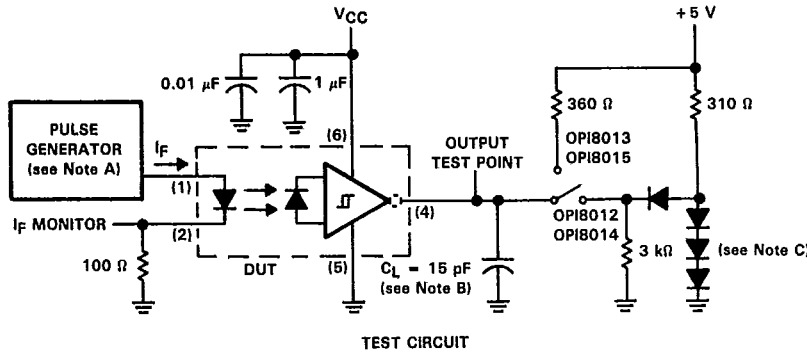 VCC
+5 V
0.01 µF
1 µF
360 Ω
310 Ω
PULSE
GENERATOR
(see Note A)
IF
(6)
OUTPUT
TEST POINT
OPI8013
OPI8015
(1)
(4)
IF MONITOR
(2)
OPI8012
OPI8014
100 Ω
DUT
(5)
CL = 15 pF
(see Note B)
3 kΩ
(see Note C)
TEST CIRCUIT